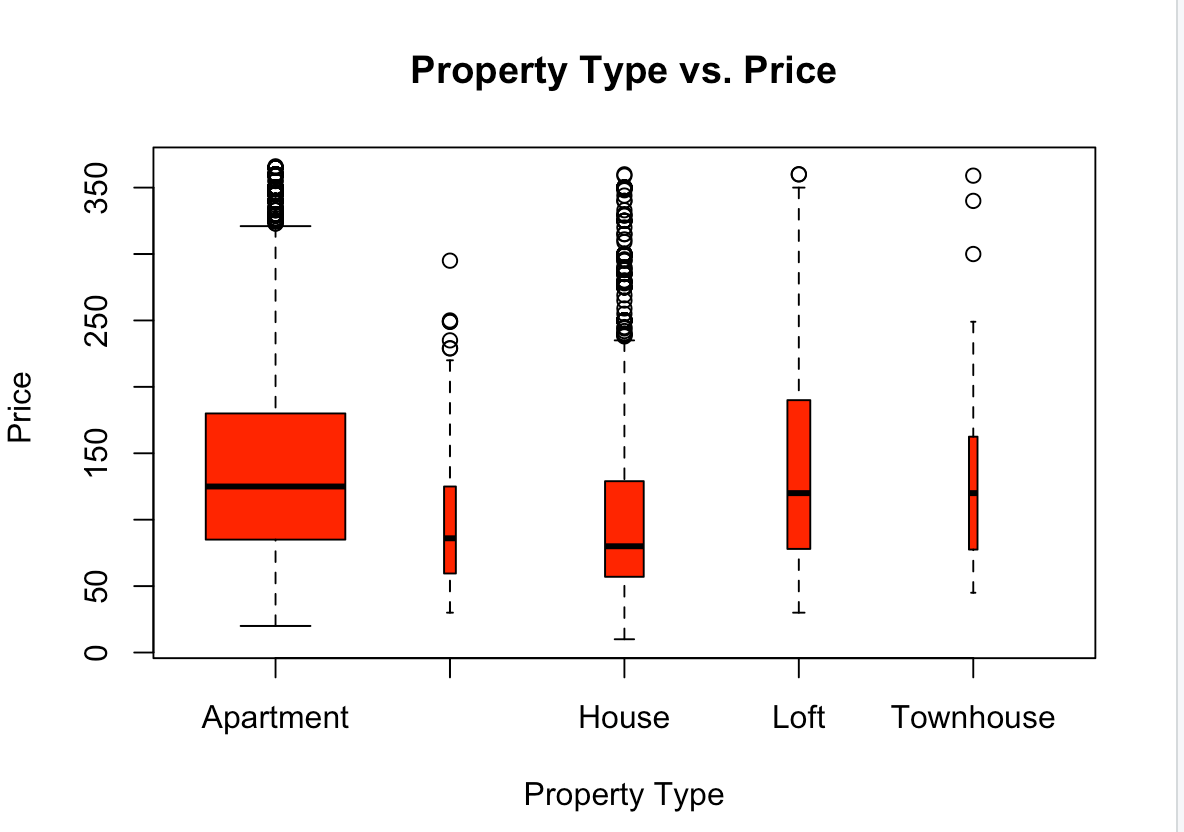 Property Type vs. Price
350
250
150
50
0
Price
Apartment House Loft Townhouse
Property Type